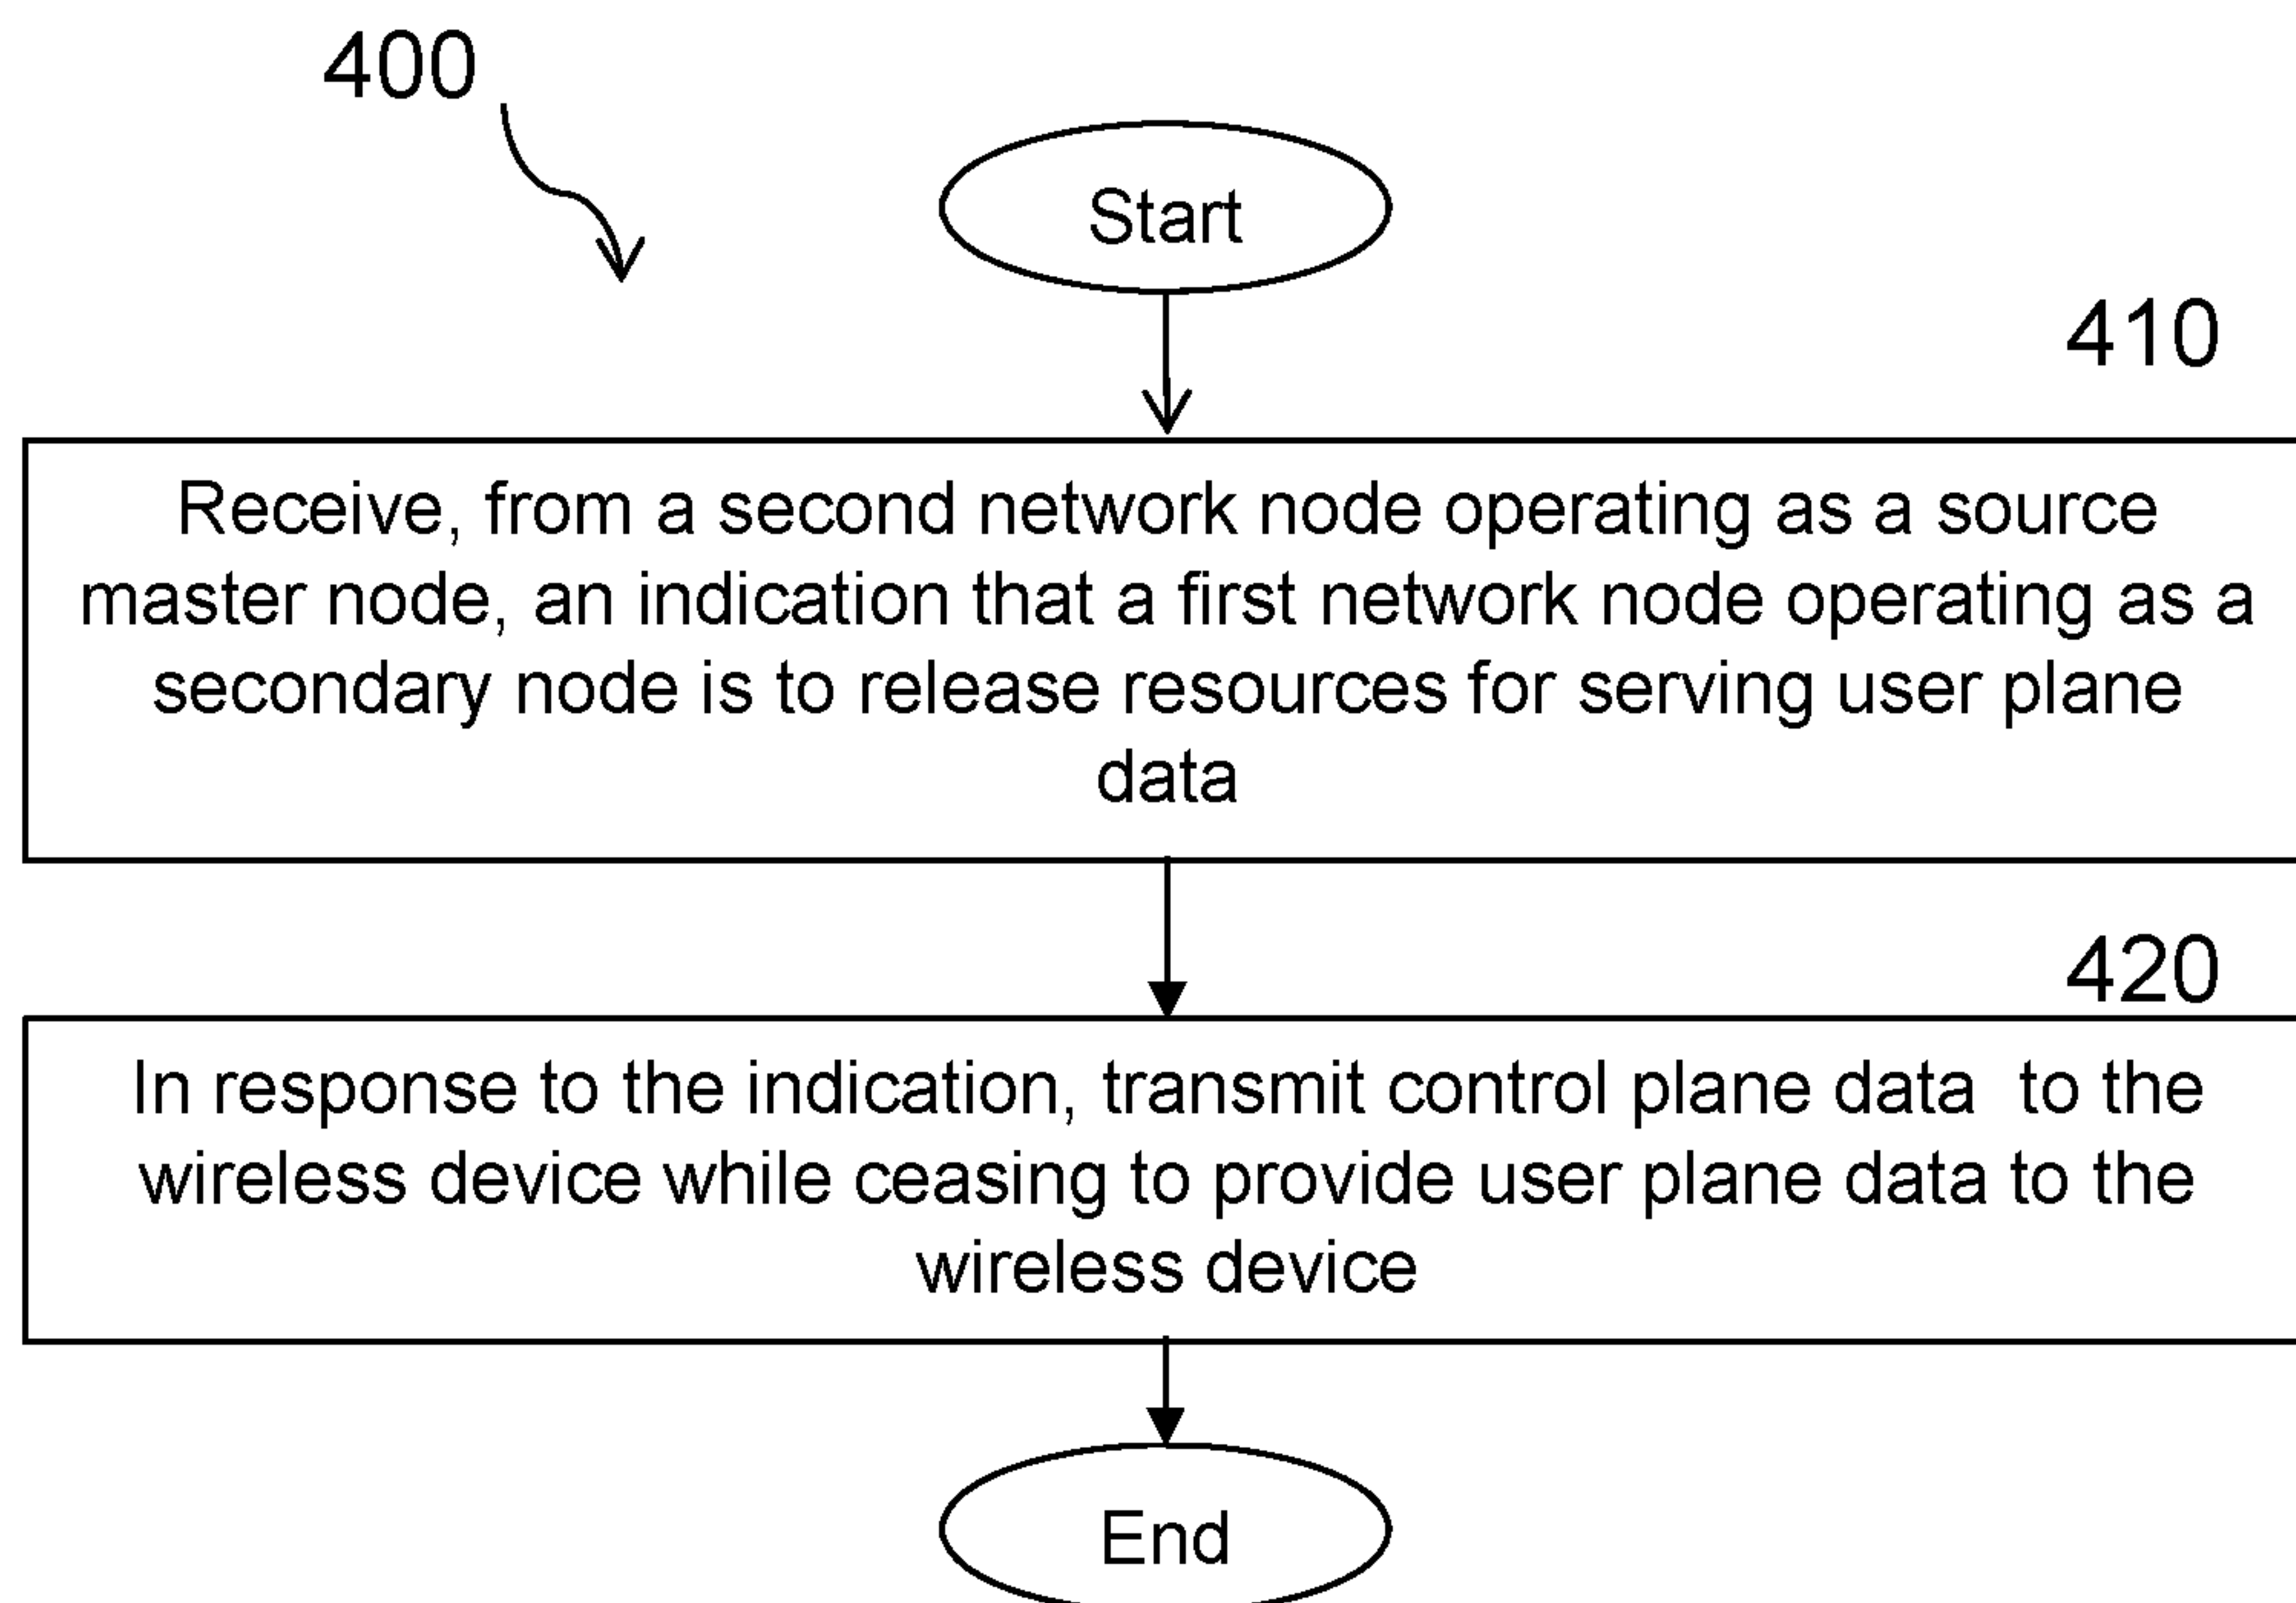 400
Start
410
Receive, from a second network node operating as a source
master node, an indication that a first network node operating as a
secondary node is to release resources for serving user plane
data
420
In response to the indication, transmit control plane data  to the
wireless device while ceasing to provide user plane data to the
wireless device
End